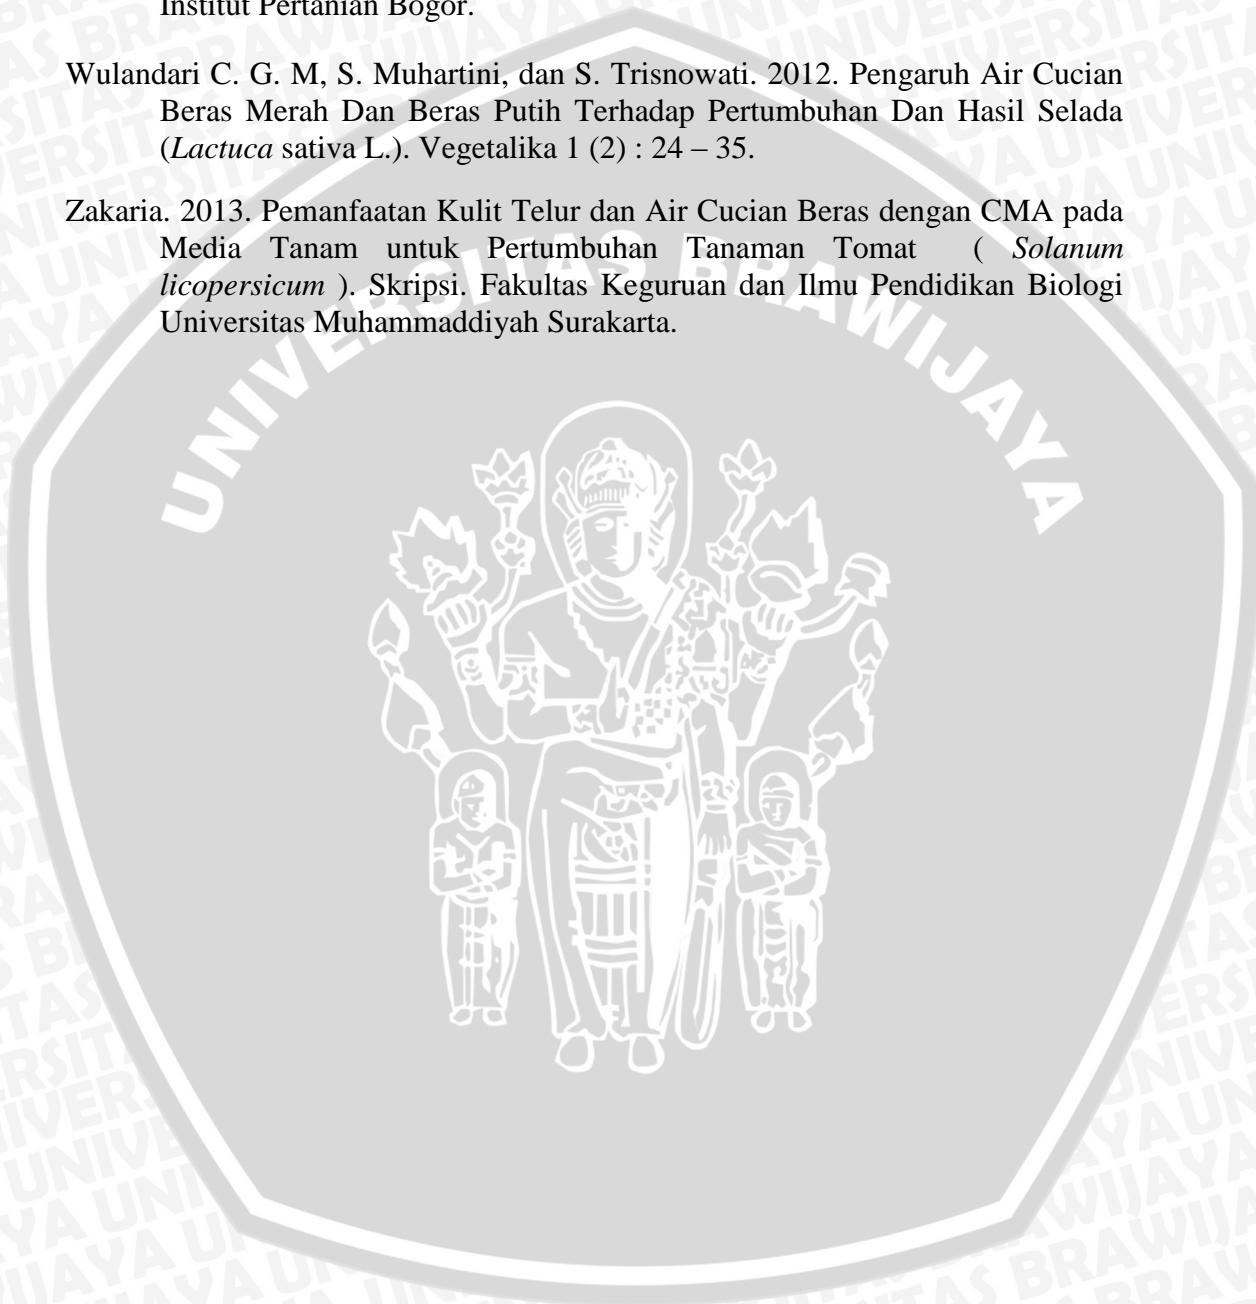 Institut Pertanian Bogor.
Wulandari C. G. M, S. Muhartini, dan S. Trisnowati. 2012. Pengaruh Air Cucian
Beras Merah Dan Beras Putih Terhadap Pertumbuhan Dan Hasil Selada
(Lactuca sativa L.). Vegetalika 1 (2) : 24 – 35.
Zakaria. 2013. Pemanfaatan Kulit Telur dan Air Cucian Beras dengan CMA pada
Media Tanam untuk Pertumbuhan Tanaman Tomat ( Solanum
licopersicum ). Skripsi. Fakultas Keguruan dan Ilmu Pendidikan Biologi
Universitas Muhammaddiyah Surakarta.
UNIVERSITAS BRAWIJAYA